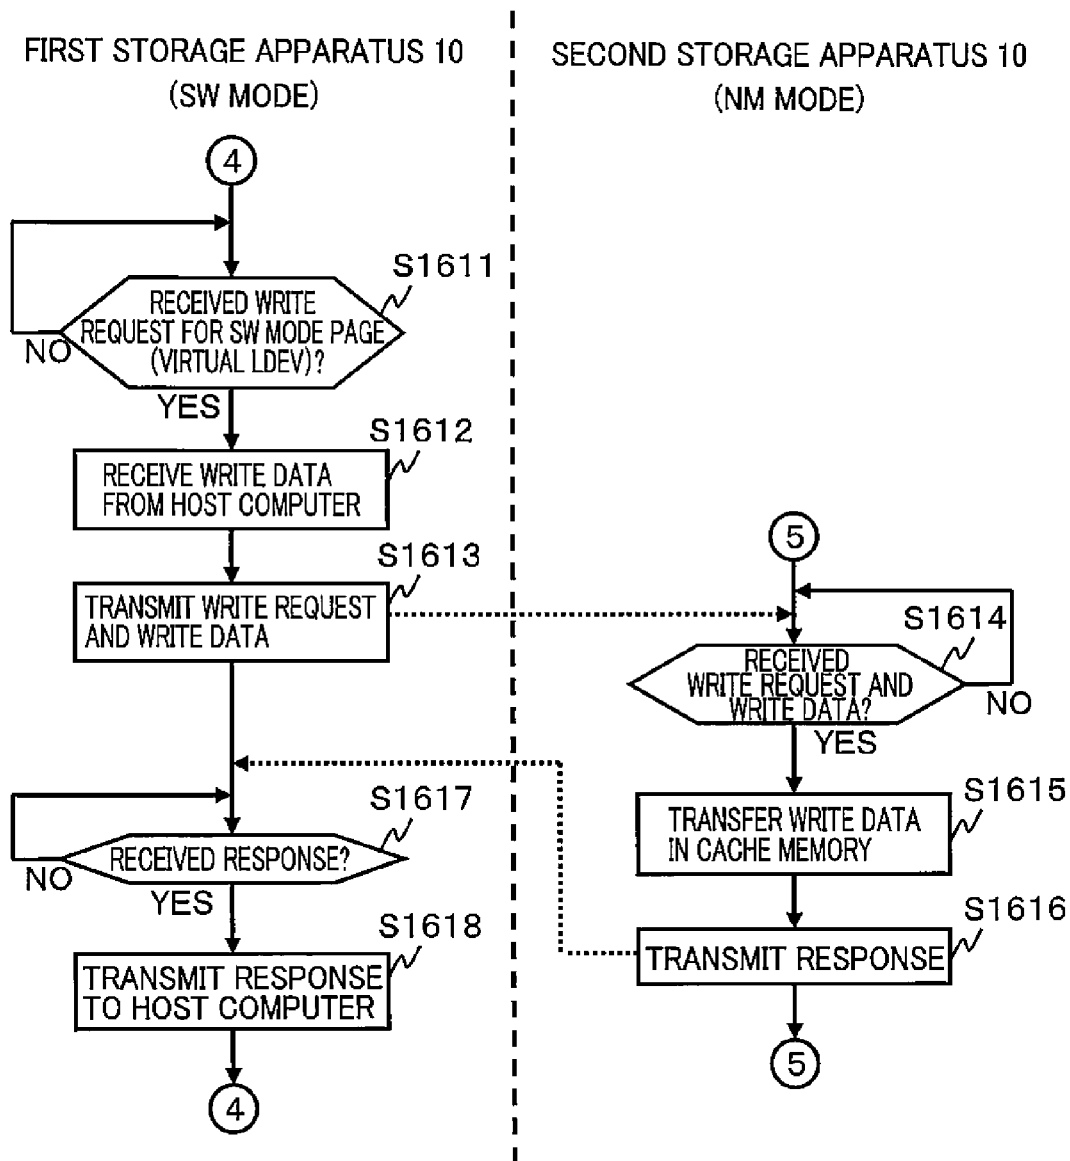 FIRST STORAGE APPARATUS 10
(SW MODE)
4
S1611
RECEIVED WRITE
REQUEST FOR SW MODE PAGE
(VIRTUAL LDEV)?
NO
YES
S1612
RECEIVE WRITE DATA
FROM HOST COMPUTER
S1613
TRANSMIT WRITE REQUEST
AND WRITE DATA
S1617
RECEIVED RESPONSE?
NO
YES
S1618
TRANSMIT RESPONSE
TO HOST COMPUTER
4
SECOND STORAGE APPARATUS 10
(NM MODE)
5
S1614
RECEIVED
WRITE REQUEST AND
WRITE DATA?
NO
YES
S1615
TRANSFER WRITE DATA
IN CACHE MEMORY
S1616
TRANSMIT RESPONSE
5